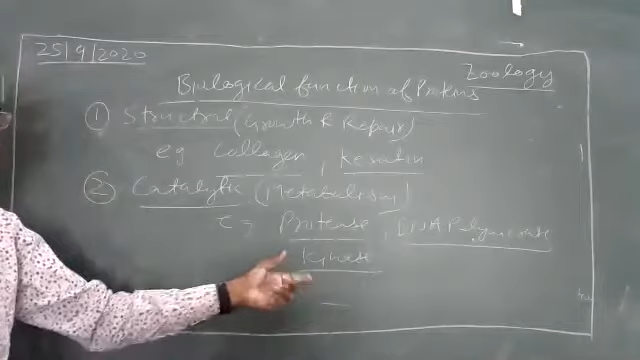 25/9/2020
Zoology
Biological function of Proteins
① Structural (Growth & Repair)
eg Collagen, Keratin
② Catalytic (Metabolism)
Protease, DNA Polymerase
Kinase